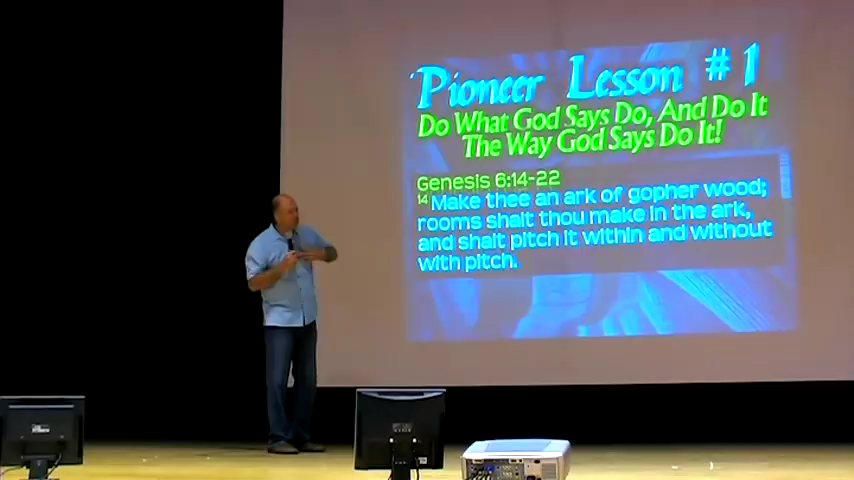 Pioneer Lesson #1
Do What God Says Do, And Do It
The Way God Says Do It!
Genesis 6:14-22
14 Make thee an ark of gopher wood;
rooms shalt thou make in the ark,
and shalt pitch it within and without
with pitch.